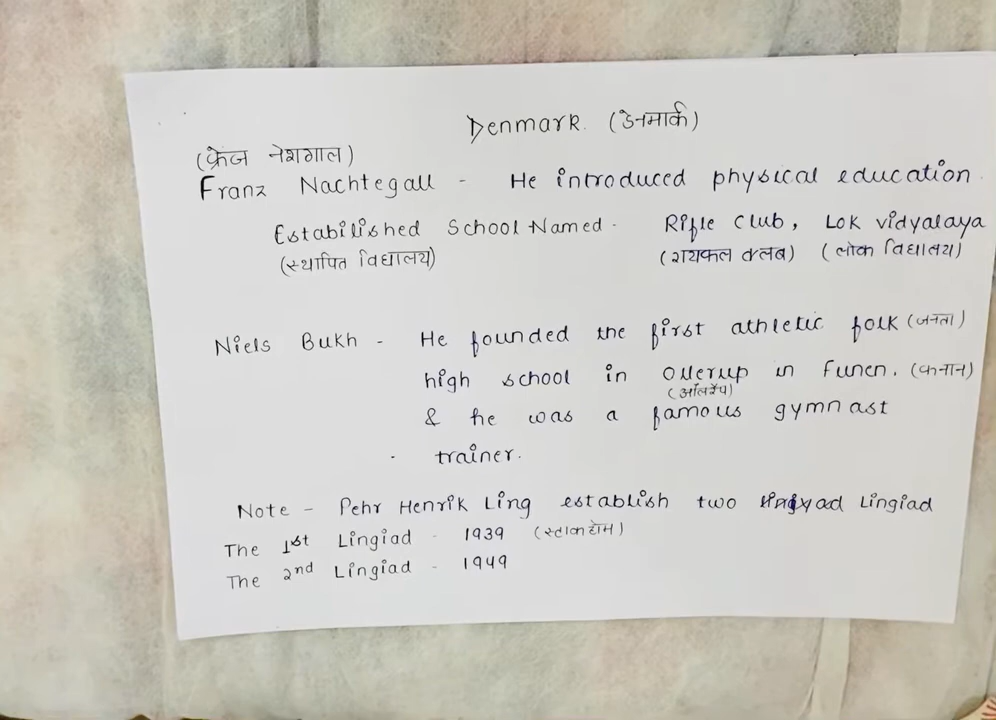 Denmark. (डेनमार्क)
(फ्रेंज नेशगाल)
Franz Nachtegall - He introduced physical education
Estabilished School Named - Rifle Club, Lok vidyalaya
(स्थापित विद्यालय) (रायफल क्लब) (लोक विद्यालय)
Niels Bukh - He founded the first athletic folk (जनता)
high school in Ollerup in Funen. (फनान)
(ऑलरेप)
& he was a famous gymnast
trainer.
Note - Pehr Henrik Ling establish two Lingiad
The 1st Lingiad - 1939 (स्टाकहोम)
The 2nd Lingiad - 1949